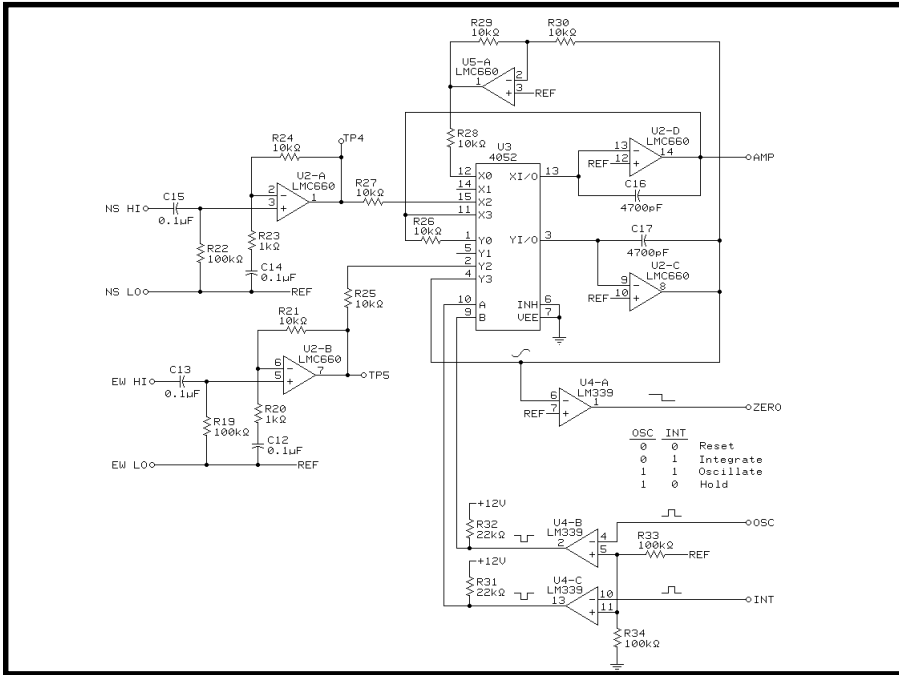 R29
10kΩ
R30
10kΩ
U5-A
LMC660
1
2
3
−
+
REF
R28
10kΩ
TP4
R24
10kΩ
U2-A
LMC660
2
3
−
+
1
R27
10kΩ
C15
0.1µF
NS HI
R22
100kΩ
R23
1kΩ
C14
0.1µF
NS LO
REF
R26
10kΩ
U3
4052
12 X0
14 X1
15 X2
11 X3
1 Y0
5 Y1
2 Y2
4 Y3
10 A
9 B
XI/O 13
YI/O 3
INH 6
VEE 7
U2-D
LMC660
13
12
−
+
14
REF
AMP
C16
4700pF
C17
4700pF
U2-C
LMC660
9
10
−
+
8
REF
R25
10kΩ
R21
10kΩ
U2-B
LMC660
6
5
−
+
7
TP5
C13
0.1µF
EW HI
R19
100kΩ
R20
1kΩ
C12
0.1µF
EW LO
REF
U4-A
LM339
6
7
−
+
1
REF
ZERO
OSC INT
0 0 Reset
0 1 Integrate
1 1 Oscillate
1 0 Hold
+12V
R32
22kΩ
U4-B
LM339
2
4
5
−
+
OSC
R33
100kΩ
REF
+12V
R31
22kΩ
U4-C
LM339
13
10
11
−
+
INT
R34
100kΩ